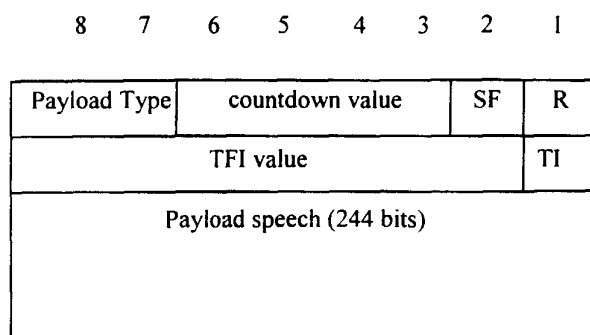 8 7 6 5 4 3 2 1
Payload Type countdown value SF R
TFI value TI
Payload speech (244 bits)